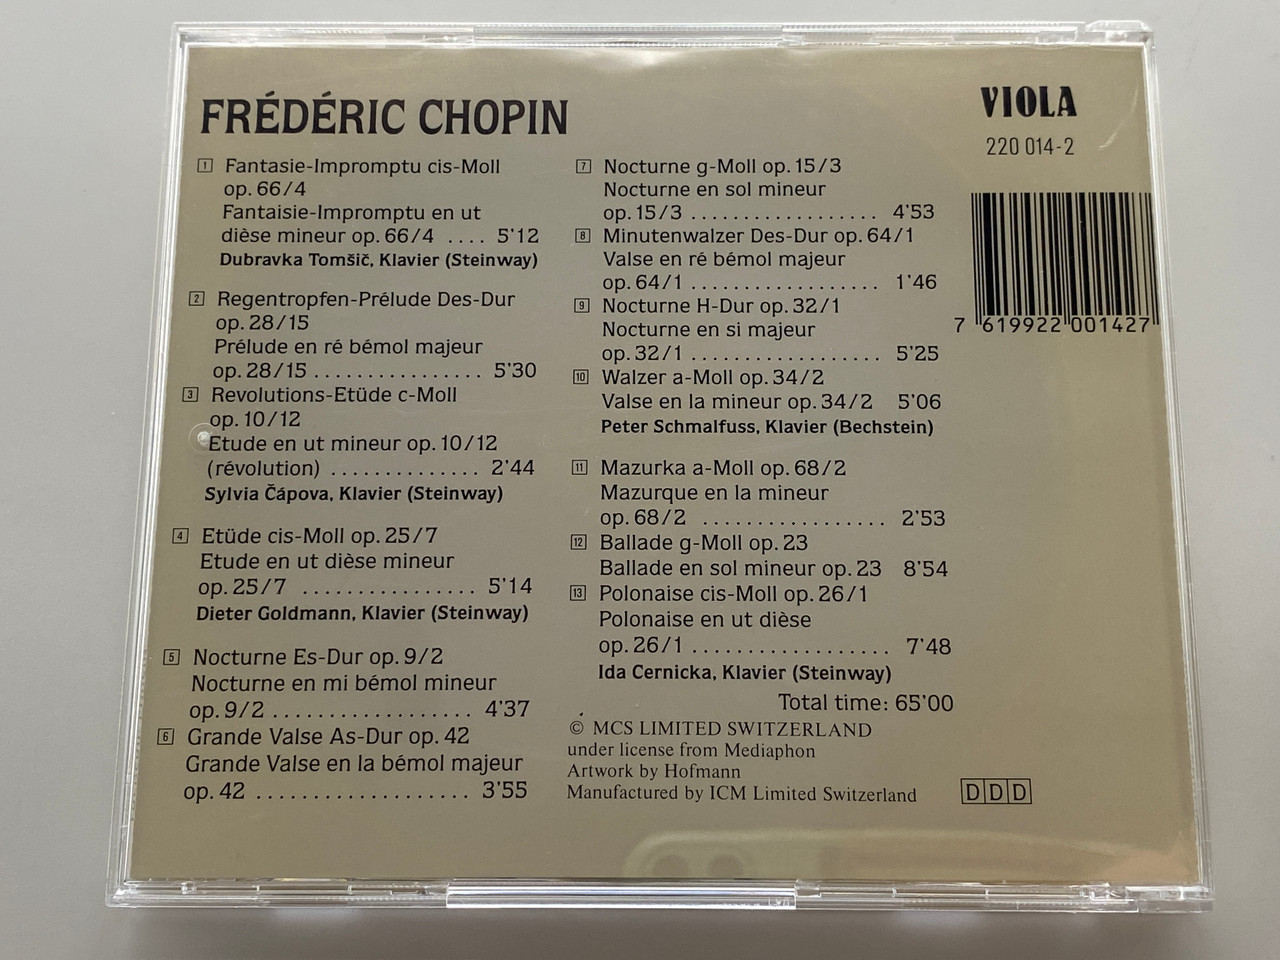 FRÉDÉRIC CHOPIN
1 Fantasie-Impromptu cis-Moll
op. 66/4
Fantaisie-Impromptu en ut
dièse mineur op. 66/4 .... 5'12
Dubravka Tomšič, Klavier (Steinway)
2 Regentropfen-Prélude Des-Dur
op. 28/15
Prélude en ré bémol majeur
op. 28/15 ............... 5'30
3 Revolutions-Etüde c-Moll
op. 10/12
Etude en ut mineur op. 10/12
(révolution) .............. 2'44
Sylvia Čápova, Klavier (Steinway)
4 Etüde cis-Moll op. 25/7
Etude en ut dièse mineur
op. 25/7 ................ 5'14
Dieter Goldmann, Klavier (Steinway)
5 Nocturne Es-Dur op. 9/2
Nocturne en mi bémol mineur
op. 9/2 .................. 4'37
6 Grande Valse As-Dur op. 42
Grande Valse en la bémol majeur
op. 42 ................... 3'55
7 Nocturne g-Moll op. 15/3
Nocturne en sol mineur
op. 15/3 ................. 4'53
8 Minutenwalzer Des-Dur op. 64/1
Valse en ré bémol majeur
op. 64/1 ................. 1'46
9 Nocturne H-Dur op. 32/1
Nocturne en si majeur
op. 32/1 ................. 5'25
10 Walzer a-Moll op. 34/2
Valse en la mineur op. 34/2 5'06
Peter Schmalfuss, Klavier (Bechstein)
11 Mazurka a-Moll op. 68/2
Mazurque en la mineur
op. 68/2 ................. 2'53
12 Ballade g-Moll op. 23
Ballade en sol mineur op. 23 8'54
13 Polonaise cis-Moll op. 26/1
Polonaise en ut dièse
op. 26/1 .................. 7'48
Ida Cernicka, Klavier (Steinway)
Total time: 65'00
© MCS LIMITED SWITZERLAND
under license from Mediaphon
Artwork by Hofmann
Manufactured by ICM Limited Switzerland
VIOLA
220 014-2
7 619922 001427
DDD